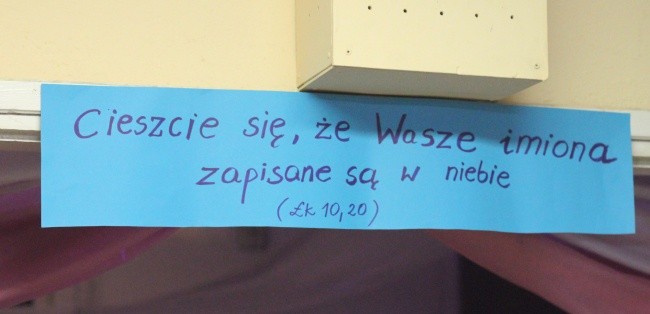 Cieszcie się, że Wasze imiona
zapisane są w niebie
(Łk 10,20)